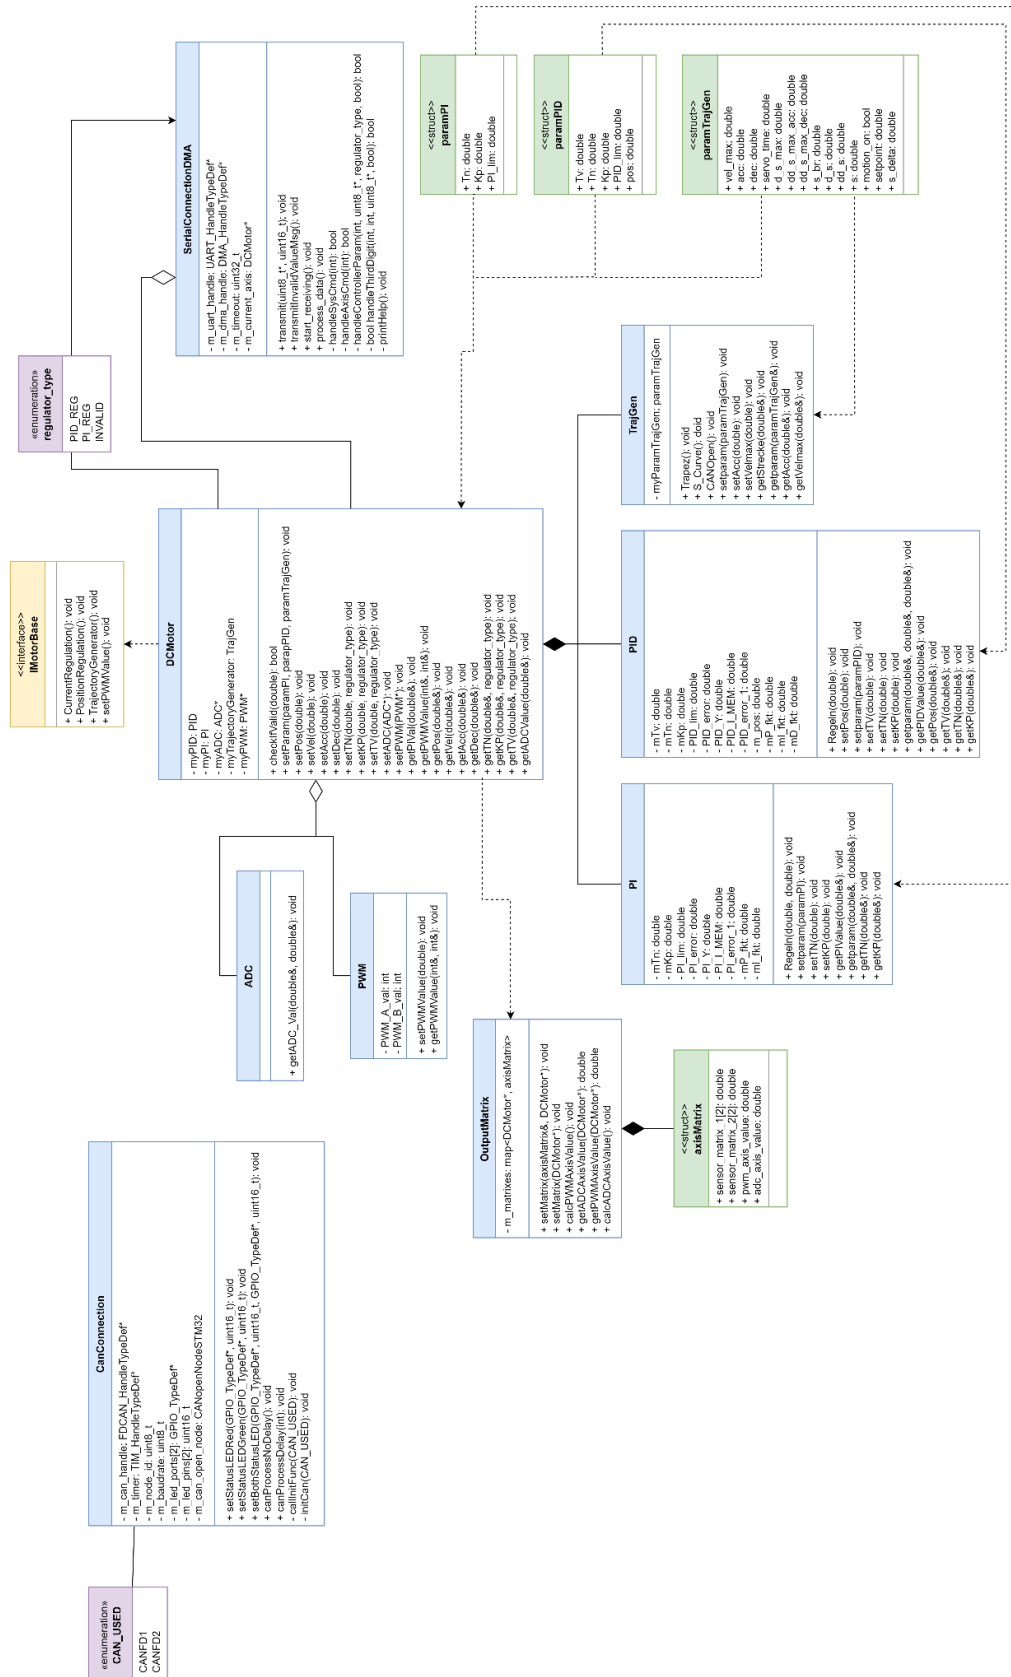 <<struct>>
paramPI
+ Tn: double
+ Kp: double
+ PI_lim: double
<<struct>>
paramPID
+ Tv: double
+ Tn: double
+ Kp: double
+ PID_lim: double
+ pos: double
<<struct>>
paramTrajGen
+ vel_max: double
+ acc: double
+ dec: double
+ servo_time: double
+ d_s_max: double
+ dd_s_max_acc: double
+ dd_s_max_dec: double
+ s_br: double
+ d_s: double
+ dd_s: double
+ s: double
+ motion_on: bool
+ setpoint: double
+ s_delta: double
SerialConnectionDMA
- m_uart_handle: UART_HandleTypeDef*
- m_dma_handle: DMA_HandleTypeDef*
- m_timeout: uint32_t
- m_current_axis: DCMotor*
+ transmit(uint8_t*, uint16_t): void
+ transmitInvalidValueMsg(): void
+ start_receiving(): void
+ process_data(): void
- handleSysCmd(int): bool
- handleAxisCmd(int): bool
- handleControllerParam(int, uint8_t*, regulator_type, bool): bool
- bool handleThirdDigit(int, int, uint8_t*, bool): bool
- printHelp(): void
«enumeration»
regulator_type
PID_REG
PI_REG
INVALID
<<interface>>
IMotorBase
+ CurrentRegulation(): void
+ PositionRegulation(): void
+ TrajectoryGenerator(): void
+ setPWMValue(): void
DCMotor
- myPID: PID
- myPI: PI
- myADC: ADC*
- myTrajectoryGenerator: TrajGen
- myPWM: PWM*
+ checkifValid(double): bool
+ setParam(paramPI, parapPID, paramTrajGen): void
+ setPos(double): void
+ setVel(double): void
+ setAcc(double): void
+ setDec(double): void
+ setTN(double, regulator_type): void
+ setKP(double, regulator_type): void
+ setTV(double, regulator_type): void
+ setADC(ADC*): void
+ setPWM(PWM*): void
+ getPIVal(double&): void
+ getPWMValue(int&, int&): void
+ getPos(double&): void
+ getVel(double&): void
+ getAcc(double&): void
+ getDec(double&): void
+ getTN(double&, regulator_type): void
+ getKP(double&, regulator_type): void
+ getTV(double&, regulator_type): void
+ getADCValue(double&): void
TrajGen
- myParamTrajGen: paramTrajGen
+ Trapez(): void
+ S_Curve(): doid
+ CANOpen(): void
+ setparam(paramTrajGen): void
+ setAcc(double): void
+ setVelmax(double): void
+ getStrecke(double&): void
+ getparam(paramTrajGen&): void
+ getAcc(double&): void
+ getVelmax(double&): void
PID
- mTv: double
- mTn: double
- mKp: double
- PID_lim: double
- PID_error: double
- PID_Y: double
- PID_I_MEM: double
- PID_error_1: double
- m_pos: double
- mP_fkt: double
- mI_fkt: double
- mD_fkt: double
+ Regeln(): void
+ setPos(double): void
+ setparam(paramPID): void
+ setTV(double): void
+ setTN(double): void
+ setKP(double): void
+ getparam(double&, double&, double&): void
+ getPIDValue(double&): void
+ getPos(double&): void
+ getTV(double&): void
+ getTN(double&): void
+ getKP(double&): void
PI
- mTn: double
- mKp: double
- PI_lim: double
- PI_error: double
- PI_Y: double
- PI_I_MEM: double
- PI_error_1: double
- mP_fkt: double
- mI_fkt: double
+ Regeln(double, double): void
+ setparam(paramPI): void
+ setTN(double): void
+ setKP(double): void
+ getPIValue(double&): void
+ getparam(double&, double&): void
+ getTN(double&): void
+ getKP(double&): void
ADC
+ getADC_Val(double&, double&): void
PWM
- PWM_A_val: int
- PWM_B_val: int
+ setPWMValue(double): void
+ getPWMValue(int&, int&): void
OutputMatrix
- m_matrixes: map<DCMotor*, axisMatrix>
+ setMatrix(axisMatrix&, DCMotor*): void
+ setMatrix(DCMotor*): void
+ calcPWMAxisValue(): void
+ getADCAxisValue(DCMotor*): double
+ getPWMAxisValue(DCMotor*): double
+ calcADCAxisValue(): void
<<struct>>
axisMatrix
+ sensor_matrix_1[2]: double
+ sensor_matrix_2[2]: double
+ pwm_axis_value: double
+ adc_axis_value: double
CanConnection
- m_can_handle: FDCAN_HandleTypeDef*
- m_timer: TIM_HandleTypeDef*
- m_node_id: uint8_t
- m_baudrate: uint8_t
- m_led_ports[2]: GPIO_TypeDef*
- m_led_pins[2]: uint16_t
- m_can_open_node: CANopenNodeSTM32
+ setStatusLEDRed(GPIO_TypeDef*, uint16_t): void
+ setStatusLEDGreen(GPIO_TypeDef*, uint16_t): void
+ setBothStatusLED(GPIO_TypeDef*, uint16_t, GPIO_TypeDef*, uint16_t): void
+ canProcessNoDelay(): void
+ canProcessDelay(int): void
- callInitFunc(CAN_USED): void
- initCan(CAN_USED): void
«enumeration»
CAN_USED
CANFD1
CANFD2